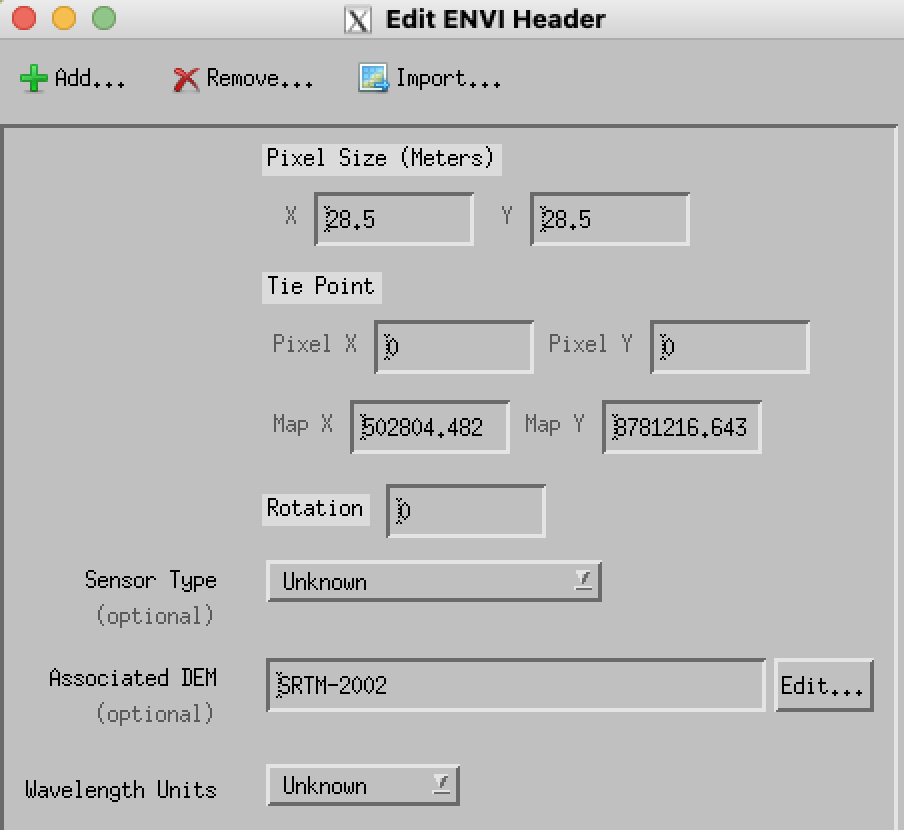 Edit ENVI Header
Add... Remove... Import...
Pixel Size (Meters)
X 28.5 Y 28.5
Tie Point
Pixel X 0 Pixel Y 0
Map X 502804.482 Map Y
Rotation 0
Sensor Type Unknown
(optional)
Associated DEM SRTM-2002 Edit...
(optional)
Wavelength Units Unknown